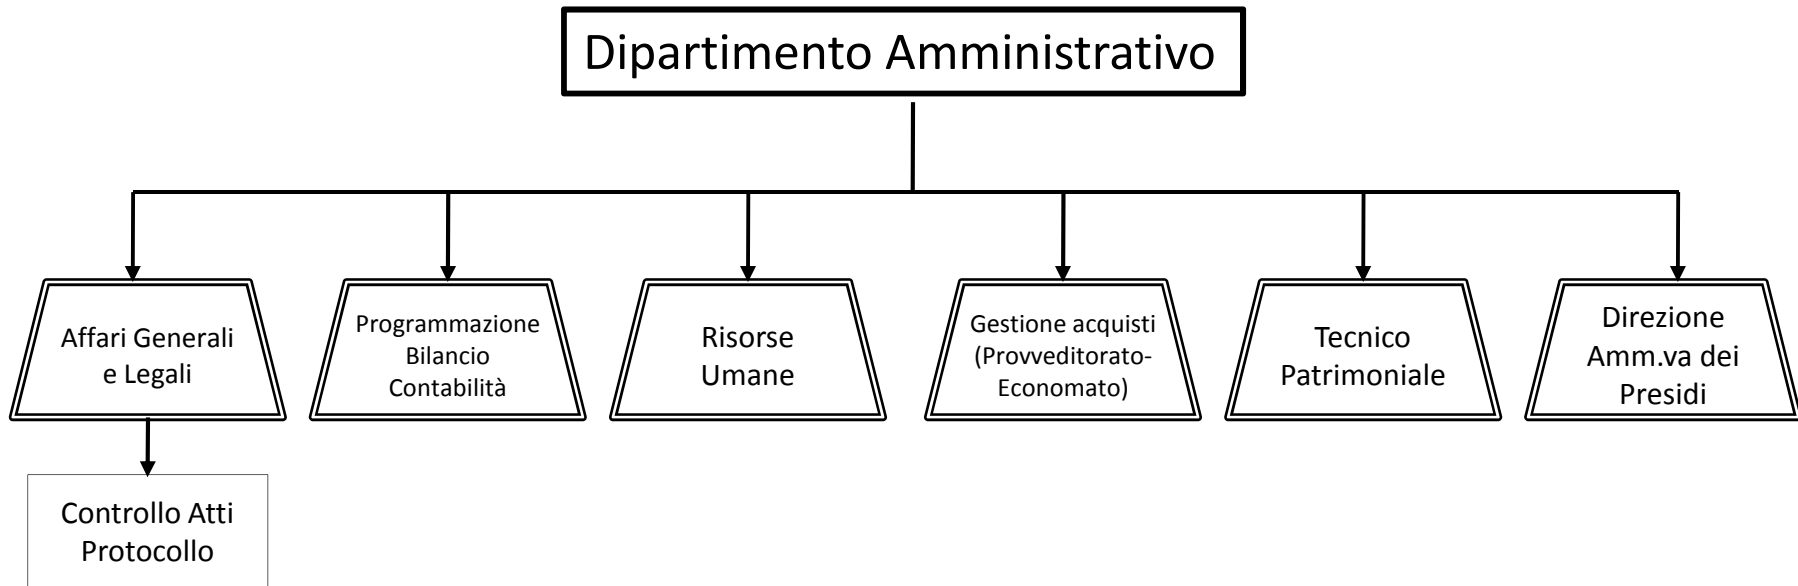 Dipartimento Amministrativo
Affari Generali
e Legali
Programmazione
Bilancio
Contabilità
Risorse
Umane
Gestione acquisti
(Provveditorato-
Economato)
Tecnico
Patrimoniale
Direzione
Amm.va dei
Presidi
Controllo Atti
Protocollo